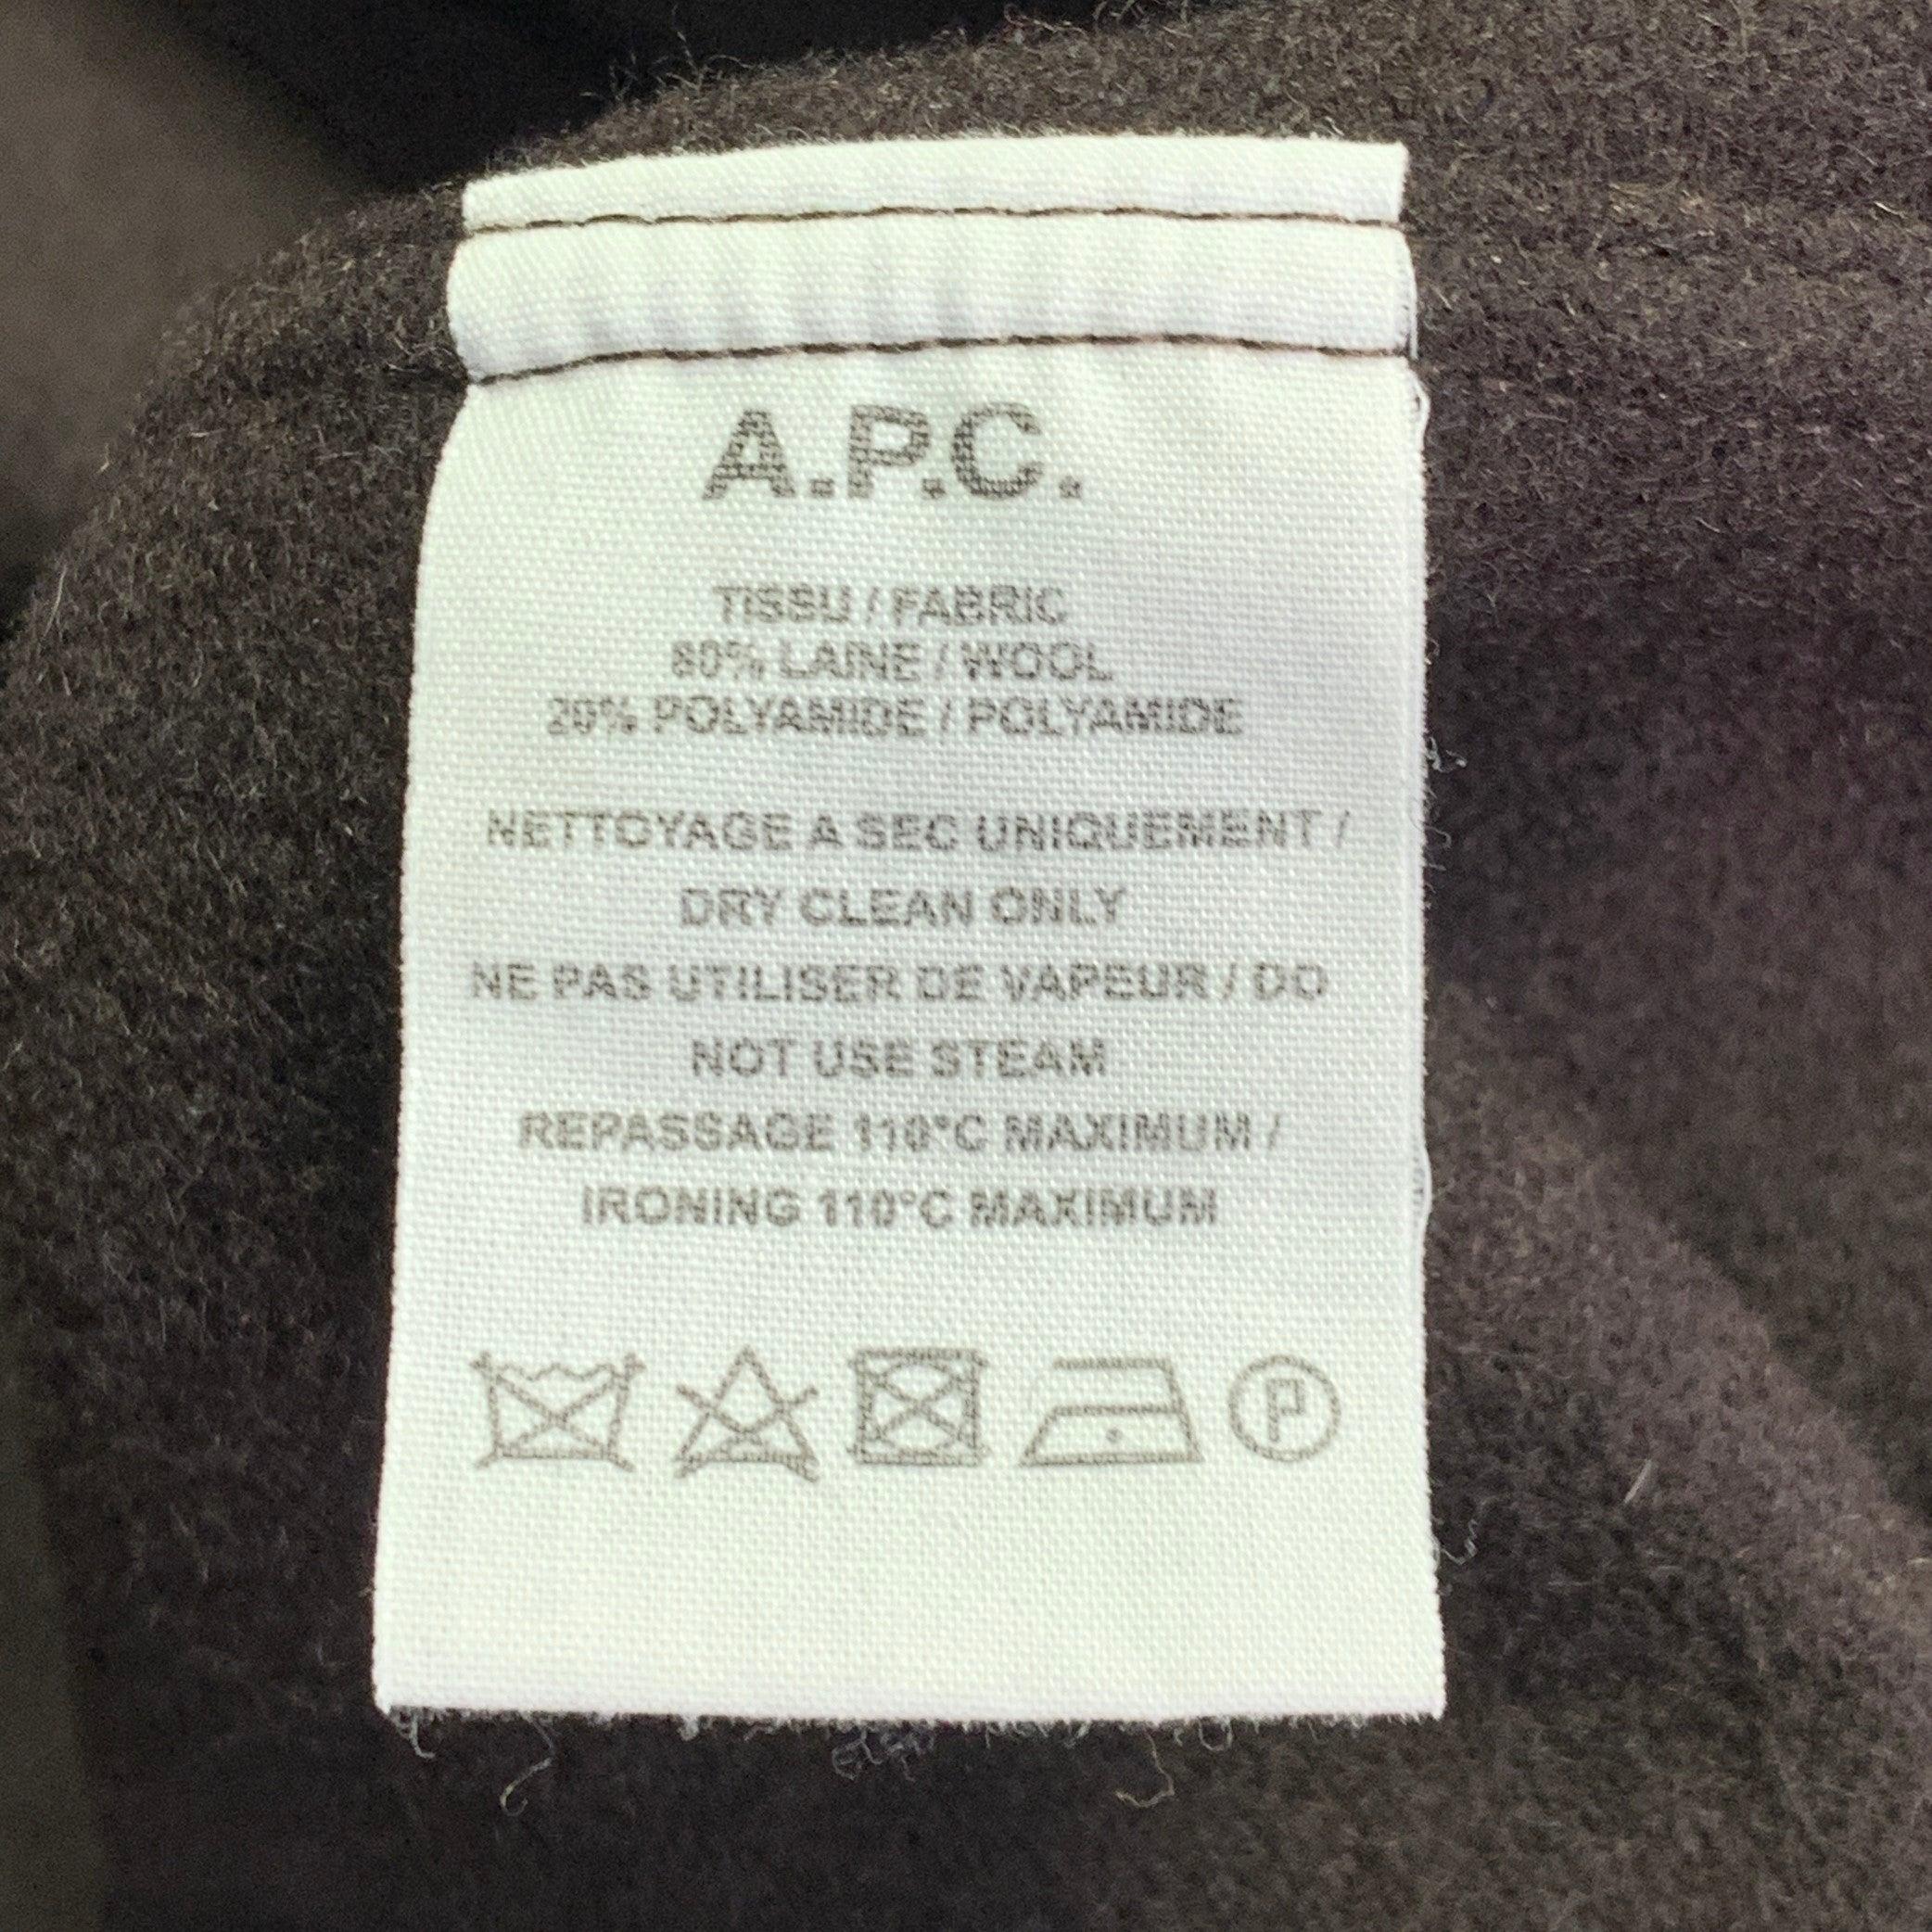 A.P.C.
TISSU / FABRIC
80% LAINE / WOOL
20% POLYAMIDE / POLYAMIDE
NETTOYAGE A SEC UNIQUEMENT /
DRY CLEAN ONLY
NE PAS UTILISER DE VAPEUR / DO
NOT USE STEAM
REPASSAGE 110°C MAXIMUM /
IRONING 110°C MAXIMUM
P